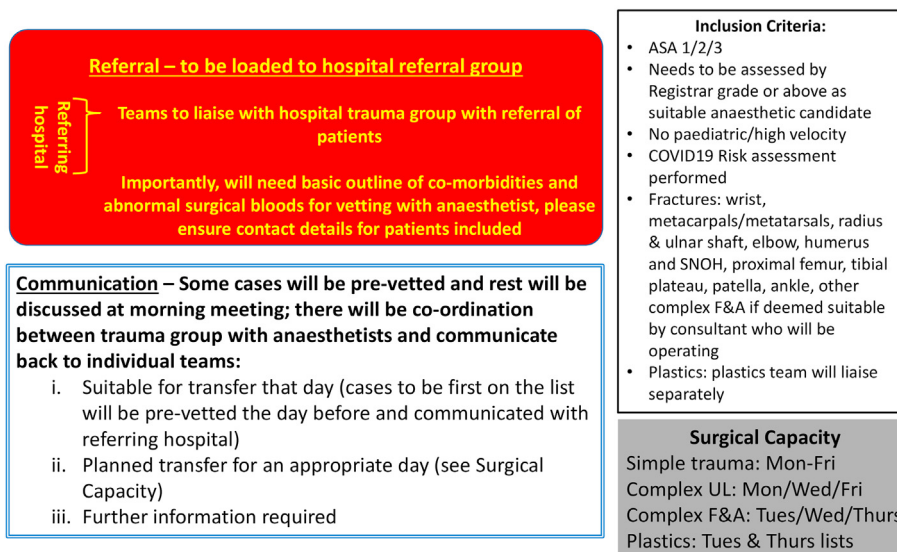 Referral – to be loaded to hospital referral group
Referring
hospital
Teams to liaise with hospital trauma group with referral of
patients
Importantly, will need basic outline of co-morbidities and
abnormal surgical bloods for vetting with anaesthetist, please
ensure contact details for patients included
Communication – Some cases will be pre-vetted and rest will be
discussed at morning meeting; there will be co-ordination
between trauma group with anaesthetists and communicate
back to individual teams:
i. Suitable for transfer that day (cases to be first on the list
will be pre-vetted the day before and communicated with
referring hospital)
ii. Planned transfer for an appropriate day (see Surgical
Capacity)
iii. Further information required
Inclusion Criteria:
• ASA 1/2/3
• Needs to be assessed by
Registrar grade or above as
suitable anaesthetic candidate
• No paediatric/high velocity
• COVID19 Risk assessment
performed
• Fractures: wrist,
metacarpals/metatarsals, radius
& ulnar shaft, elbow, humerus
and SNOH, proximal femur, tibial
plateau, patella, ankle, other
complex F&A if deemed suitable
by consultant who will be
operating
• Plastics: plastics team will liaise
separately
Surgical Capacity
Simple trauma: Mon-Fri
Complex UL: Mon/Wed/Fri
Complex F&A: Tues/Wed/Thurs
Plastics: Tues & Thurs lists